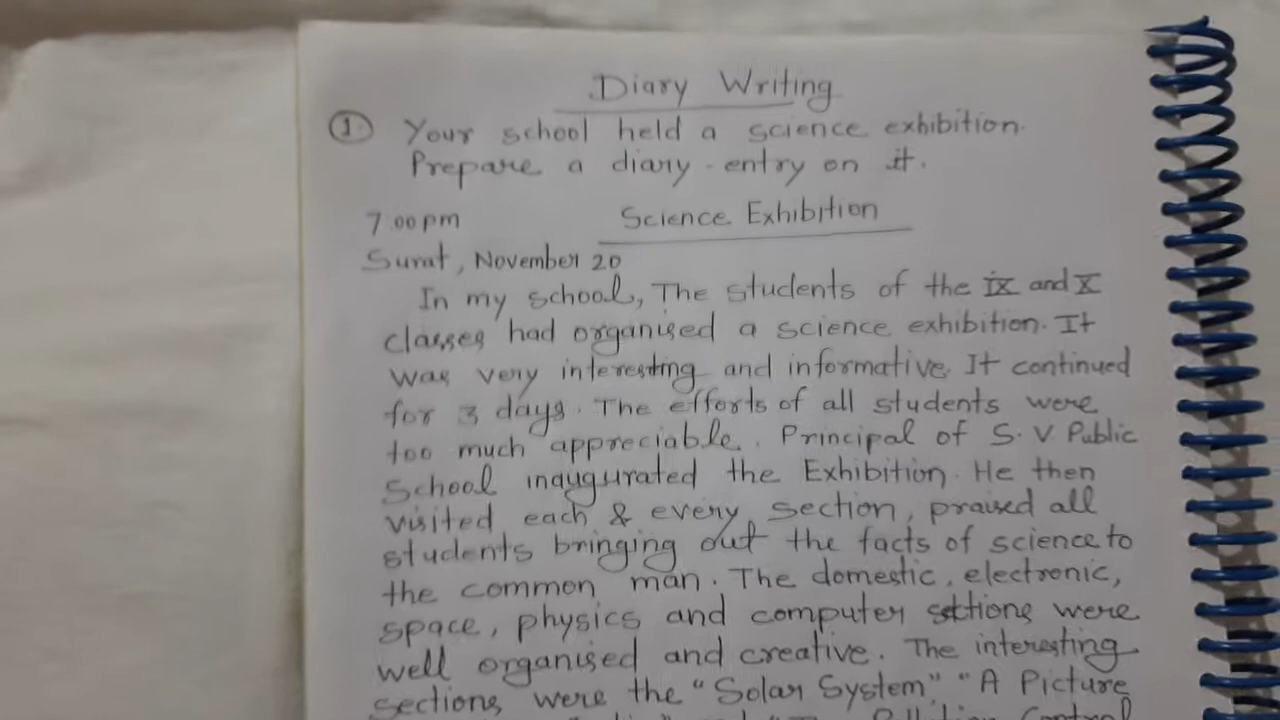 Diary Writing
① Your school held a science exhibition.
Prepare a diary - entry on it.
7.00pm Science Exhibition
Surat, November 20
In my school, The students of the ix and X
classes had organised a science exhibition. It
was very interesting and informative. It continued
for 3 days. The efforts of all students were
too much appreciable. Principal of S. V. Public
School inaugurated the Exhibition. He then
visited each & every section, praised all
students bringing out the facts of science to
the common man. The domestic, electronic,
space, physics and computer sections were
well organised and creative. The interesting
sections were the "Solar System" "A Picture
Control